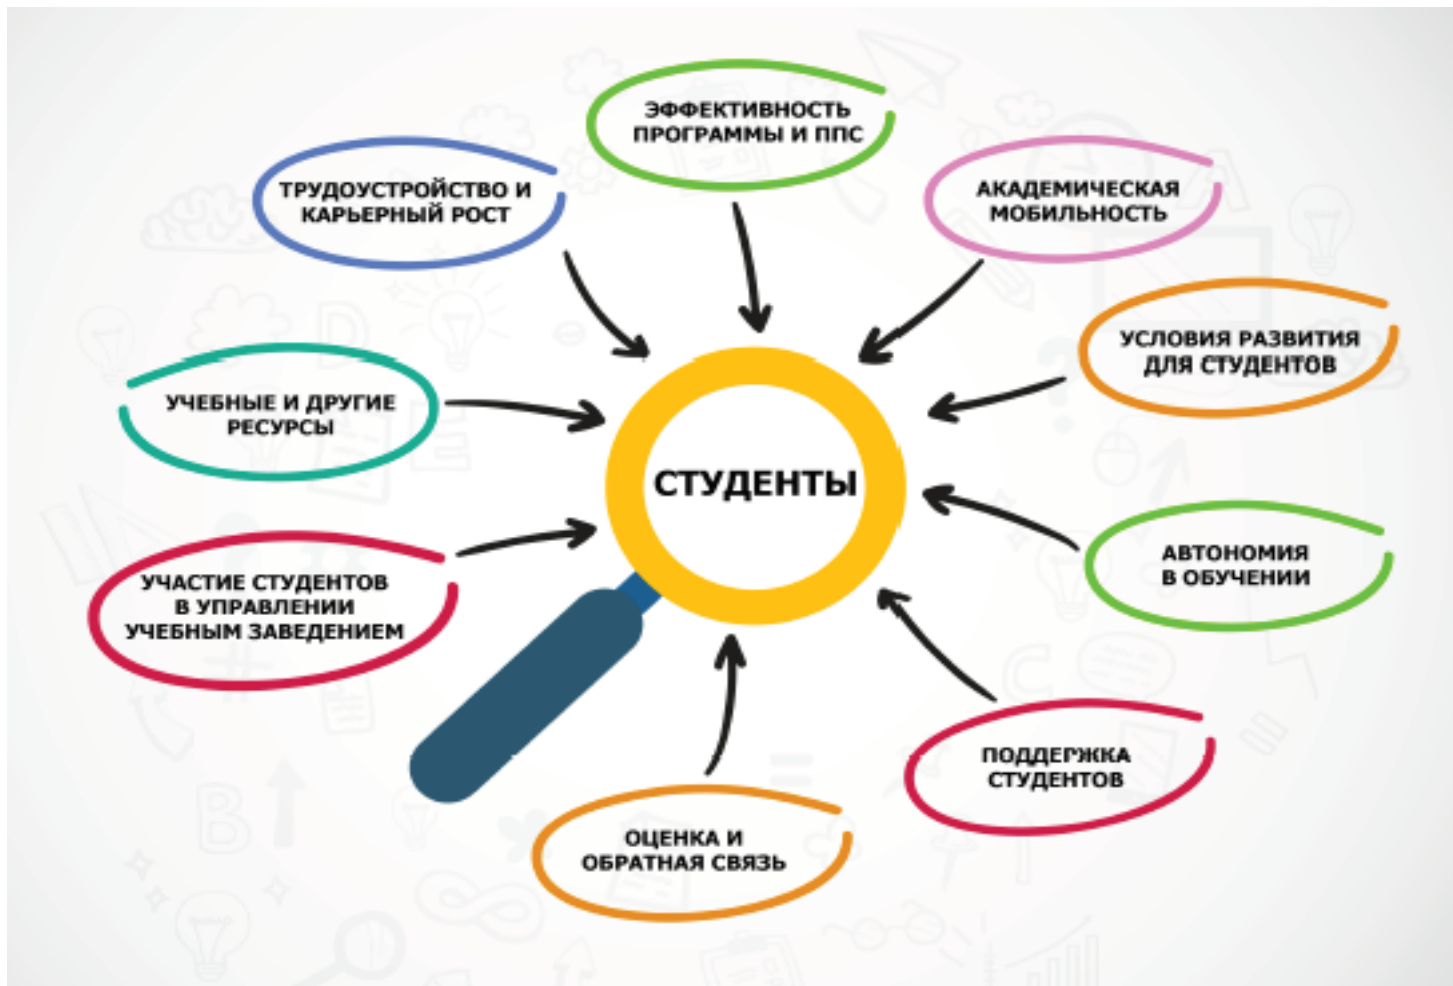 ЭФФЕКТИВНОСТЬ
ПРОГРАММЫ И ППС
ТРУДОУСТРОЙСТВО И
КАРЬЕРНЫЙ РОСТ
АКАДЕМИЧЕСКАЯ
МОБИЛЬНОСТЬ
УСЛОВИЯ РАЗВИТИЯ
ДЛЯ СТУДЕНТОВ
УЧЕБНЫЕ И ДРУГИЕ
РЕСУРСЫ
СТУДЕНТЫ
АВТОНОМИЯ
В ОБУЧЕНИИ
УЧАСТИЕ СТУДЕНТОВ
В УПРАВЛЕНИИ
УЧЕБНЫМ ЗАВЕДЕНИЕМ
ПОДДЕРЖКА
СТУДЕНТОВ
ОЦЕНКА И
ОБРАТНАЯ СВЯЗЬ